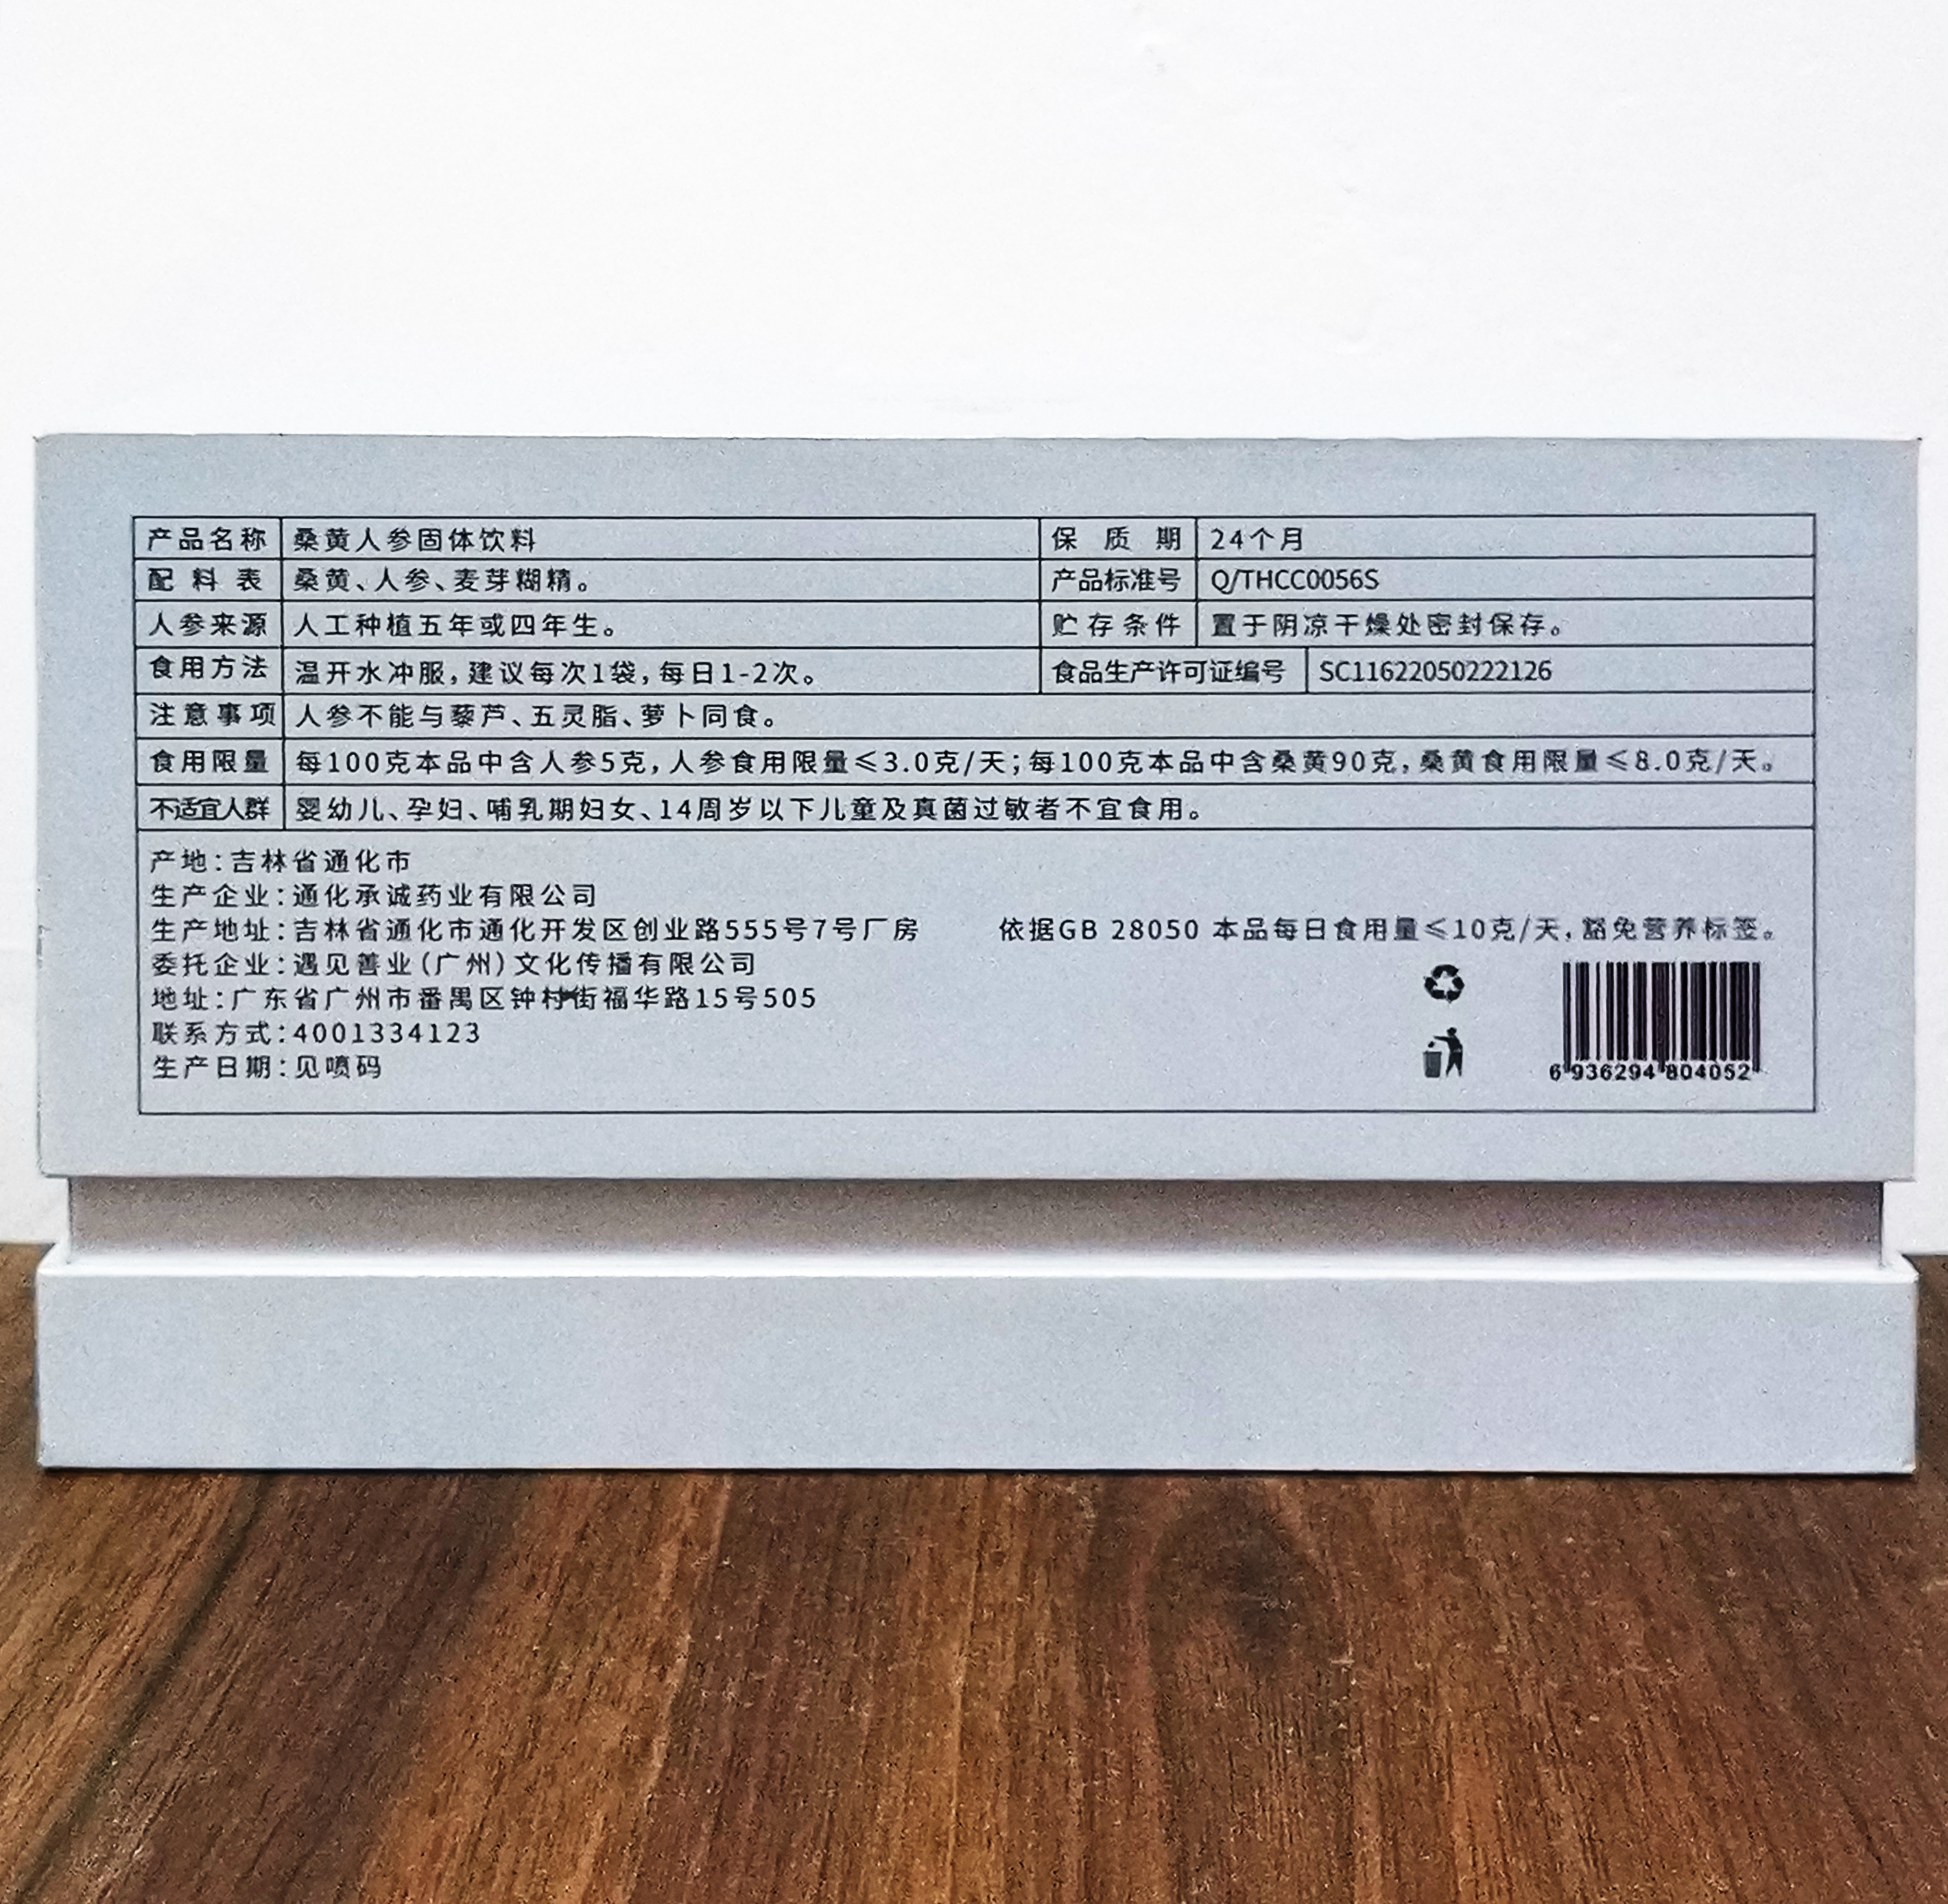 产品名称 桑黄人参固体饮料 保质期 24个月
配料表 桑黄、人参、麦芽糊精。 产品标准号 Q/THCC0056S
人参来源 人工种植五年或四年生。 贮存条件 置于阴凉干燥处密封保存。
食用方法 温开水冲服,建议每次1袋,每日1-2次。 食品生产许可证编号 SC11622050222126
注意事项 人参不能与藜芦、五灵脂、萝卜同食。
食用限量 每100克本品中含人参5克,人参食用限量≤3.0克/天;每100克本品中含桑黄90克,桑黄食用限量≤8.0克/天。
不适宜人群 婴幼儿、孕妇、哺乳期妇女、14周岁以下儿童及真菌过敏者不宜食用。
产地:吉林省通化市
生产企业:通化承诚药业有限公司
生产地址:吉林省通化市通化开发区创业路555号7号厂房 依据GB 28050 本品每日食用量≤10克/天,豁免营养标签。
委托企业:遇见善业(广州)文化传播有限公司
地址:广东省广州市番禺区钟村街福华路15号505
联系方式:4001334123
生产日期:见喷码
6 936294 804052